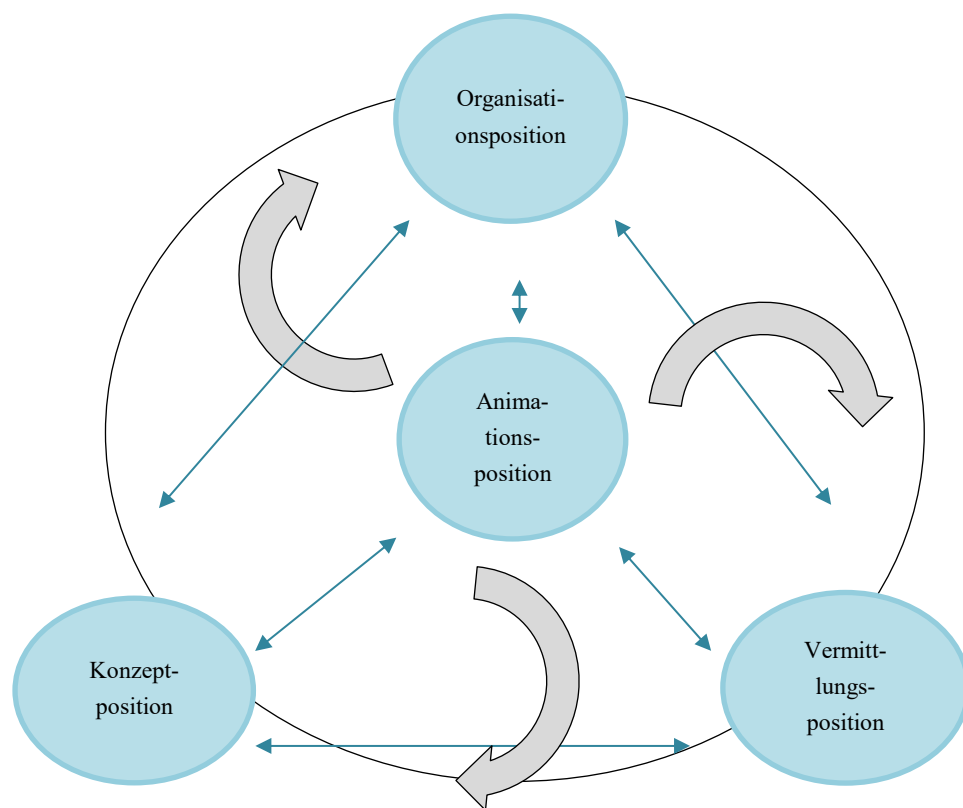 Organisati-
onsposition
Anima-
tions-
position
Konzept-
position
Vermitt-
lungs-
position